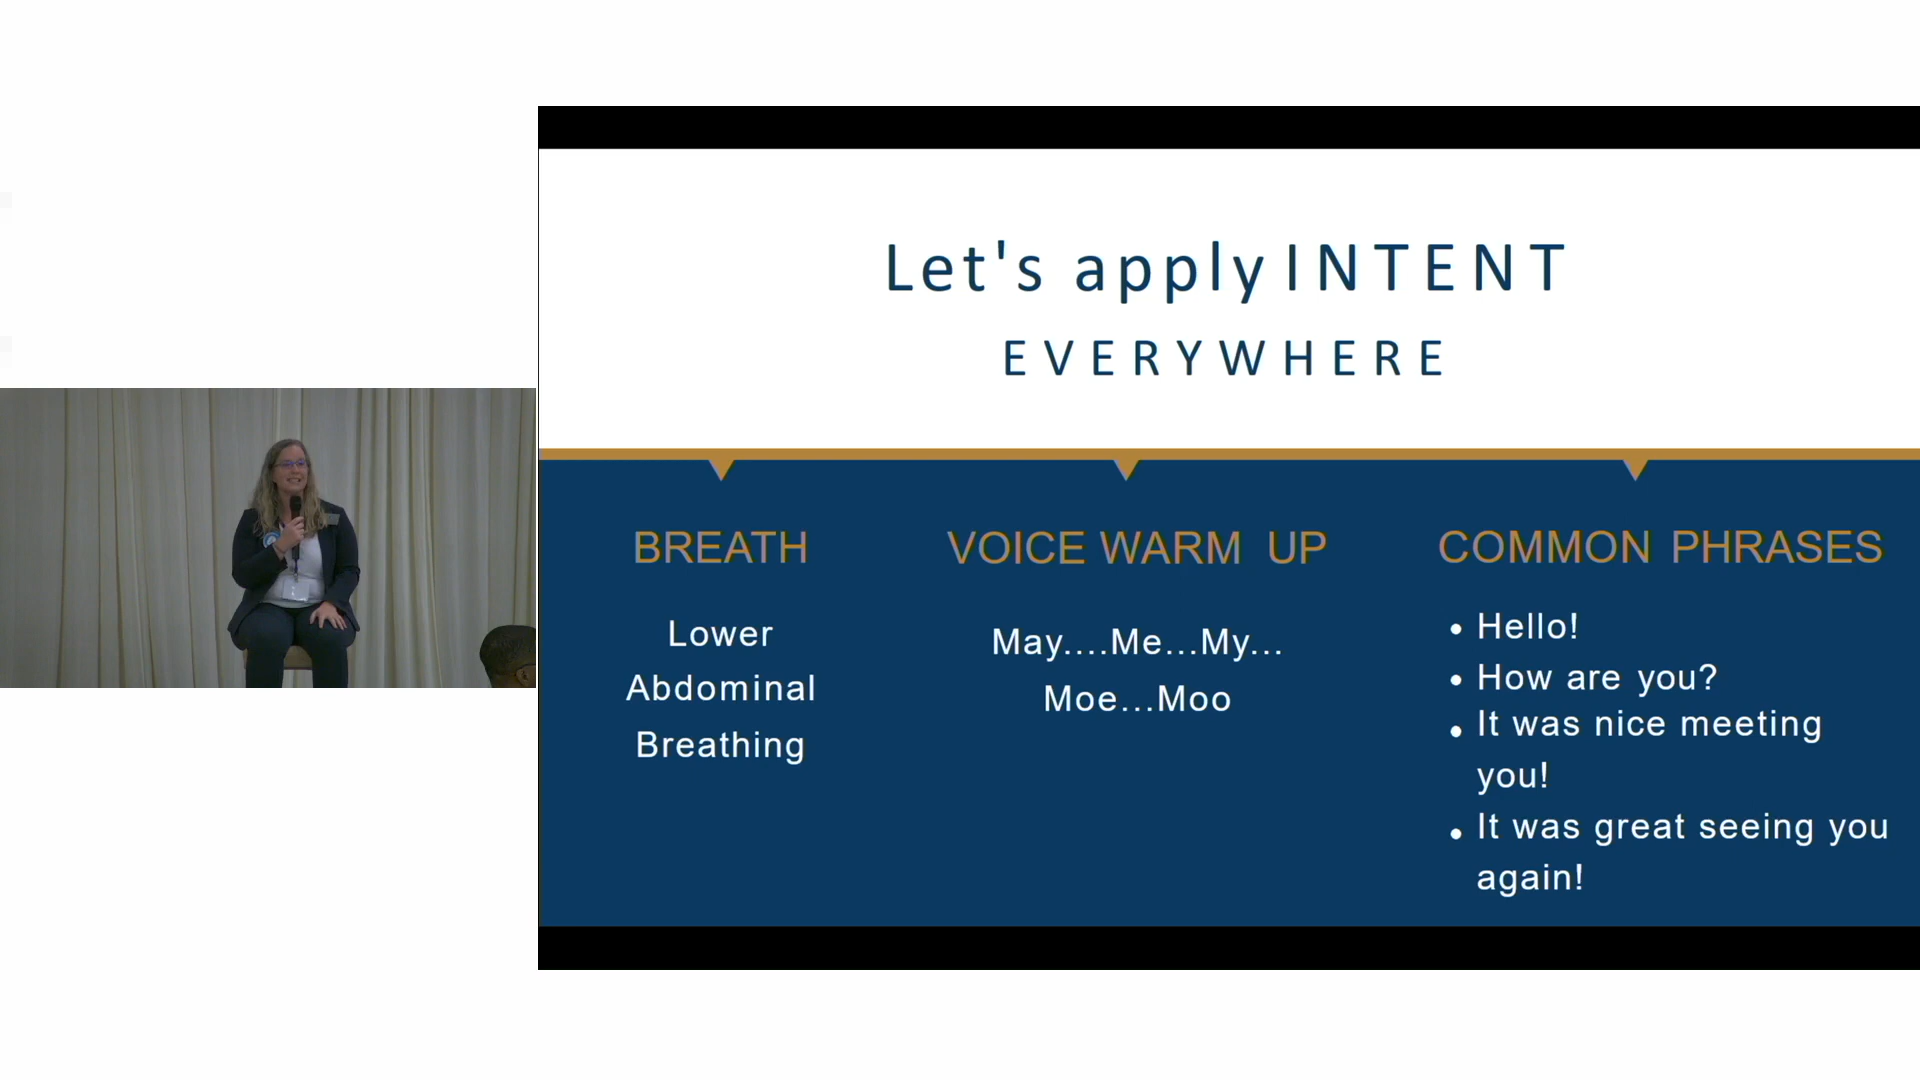 Let's apply INTENT
EVERYWHERE
BREATH
Lower
Abdominal
Breathing
VOICE WARM UP
May....Me...My...
Moe...Moo
COMMON PHRASES
• Hello!
• How are you?
• It was nice meeting
you!
• It was great seeing you
again!